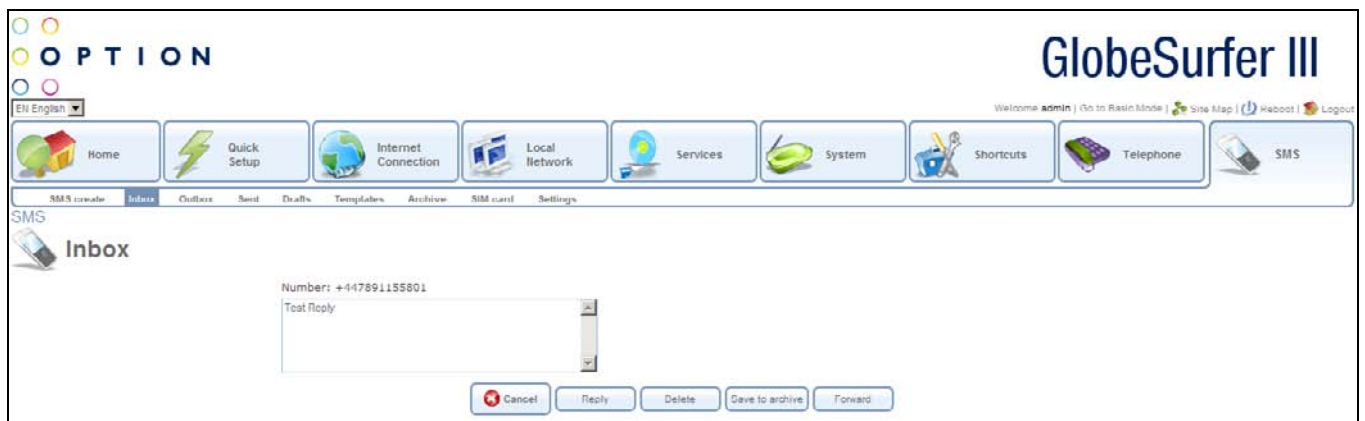 OPTION
GlobeSurfer III
EN English
Welcome admin | Go to Basic Mode | Site Map | Reboot | Logout
Home
Quick Setup
Internet Connection
Local Network
Services
System
Shortcuts
Telephone
SMS
SMS create Inbox Outbox Sent Drafts Templates Archive SIM card Settings
SMS
Inbox
Number: +447891155801
Test Reply
Cancel Reply Delete Save to archive Forward